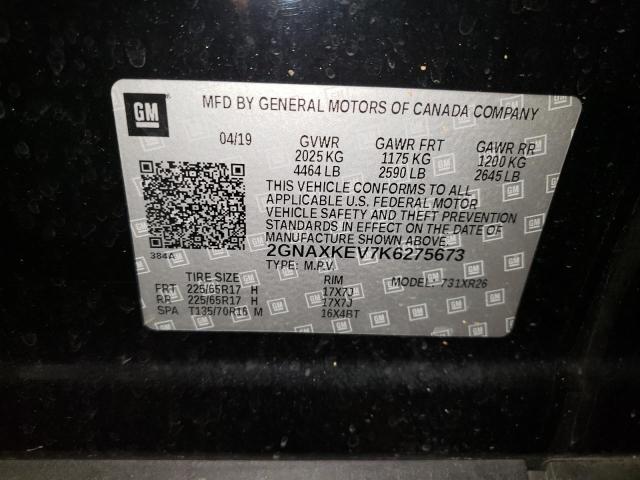 GM
MFD BY GENERAL MOTORS OF CANADA COMPANY
04/19 GVWR GAWR FRT GAWR RR
2025 KG 1175 KG 1200 KG
4464 LB 2590 LB 2645 LB
THIS VEHICLE CONFORMS TO ALL
APPLICABLE U.S. FEDERAL MOTOR
VEHICLE SAFETY AND THEFT PREVENTION
STANDARDS IN EFFECT ON THE DATE OF
MANUFACTURE SHOWN ABOVE.
384A 2GNAXKEV7K6275673
TYPE: M.P.V.
TIRE SIZE RIM MODEL: 731XR26
FRT 225/65R17 H 17X7J
RR 225/65R17 H 17X7J
SPA T135/70R16 M 16X4BT